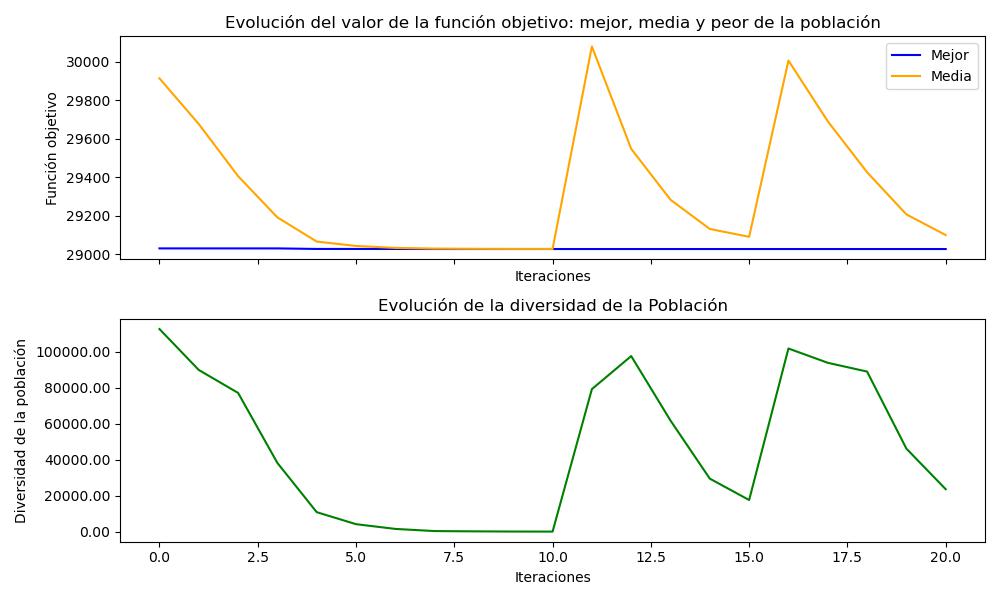 Evolución del valor de la función objetivo: mejor, media y peor de la población
Función objetivo
30000
29800
29600
29400
29200
29000
Mejor
Media
Iteraciones
Evolución de la diversidad de la Población
Diversidad de la población
100000.00
80000.00
60000.00
40000.00
20000.00
0.00
0.0 2.5 5.0 7.5 10.0 12.5 15.0 17.5 20.0
Iteraciones